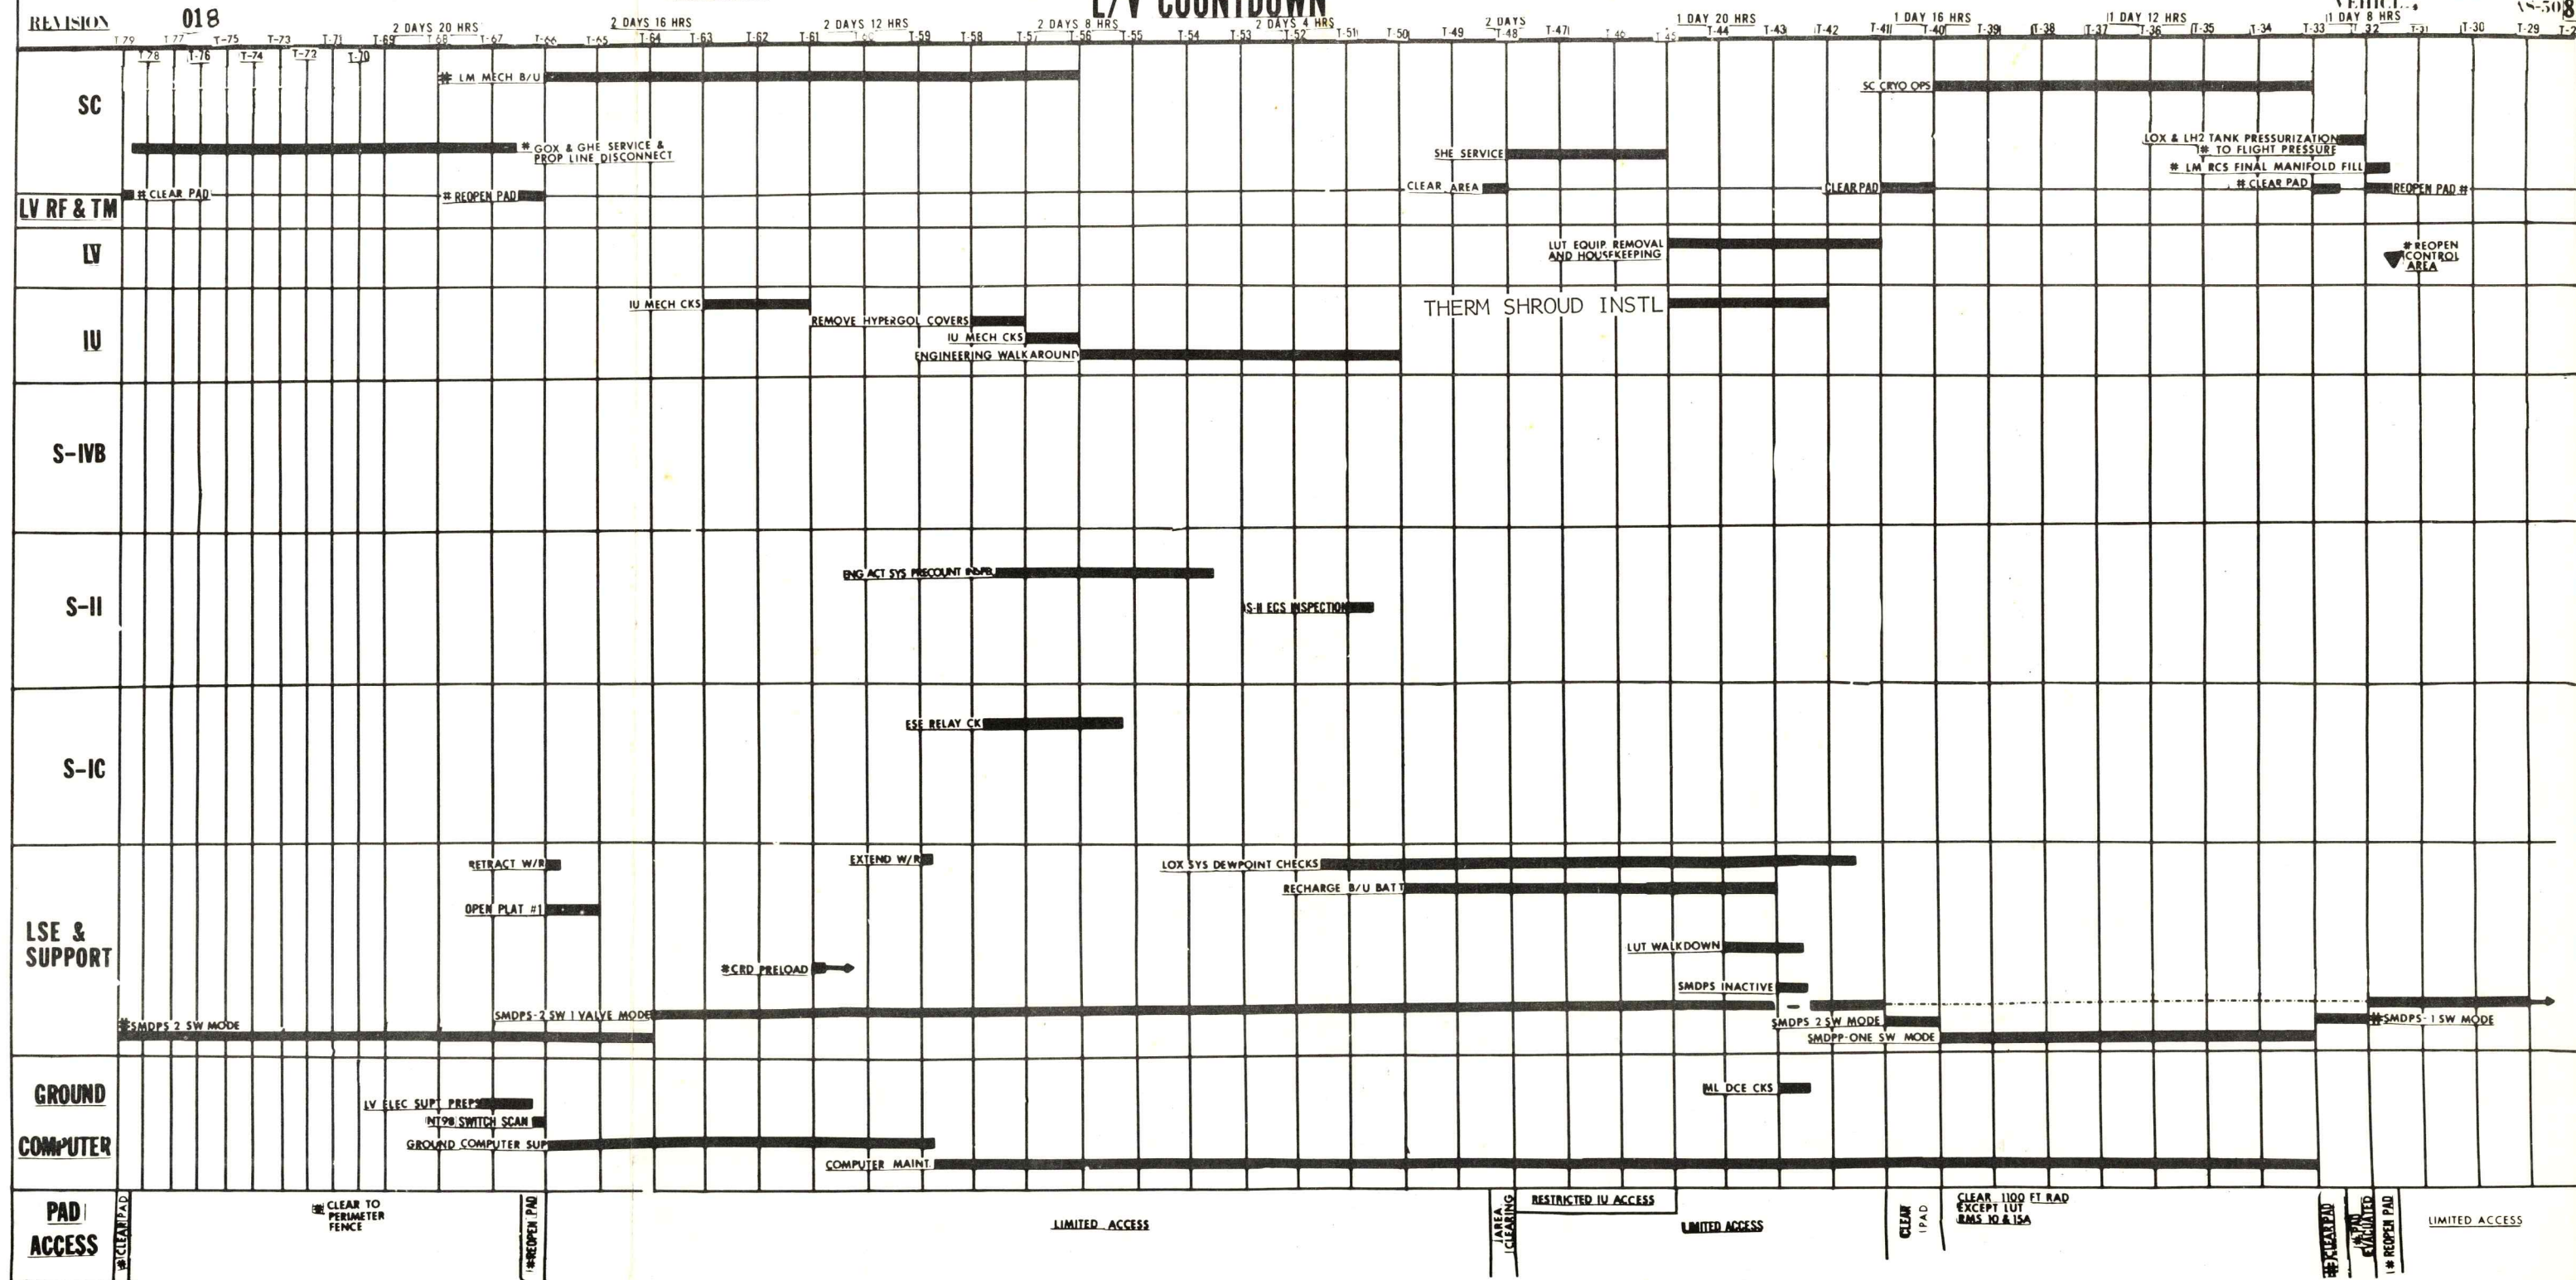 REVISION 018
L/V COUNTDOWN
2 DAYS 20 HRS 2 DAYS 16 HRS 2 DAYS 12 HRS 2 DAYS 8 HRS 2 DAYS 4 HRS 2 DAYS 1 DAY 20 HRS 1 DAY 16 HRS 1 DAY 12 HRS 1 DAY 8 HRS
T-79 T-77 T-75 T-73 T-71 T-69 T-68 T-67 T-66 T-65 T-64 T-63 T-62 T-61 T-60 T-59 T-58 T-57 T-56 T-55 T-54 T-53 T-52 T-51 T-50 T-49 T-48 T-47 T-46 T-45 T-44 T-43 T-42 T-41 T-40 T-39 T-38 T-37 T-36 T-35 T-34 T-33 T-32 T-31 T-30 T-29
T-78 T-76 T-74 T-72 T-70
SC
# LM MECH B/U
SC CRYO OPS
# GOX & GHE SERVICE &
PROP LINE DISCONNECT
SHE SERVICE
LOX & LH2 TANK PRESSURIZATION
# TO FLIGHT PRESSURE
# LM RCS FINAL MANIFOLD FILL
# CLEAR PAD
# REOPEN PAD
CLEAR AREA
CLEAR PAD
# CLEAR PAD
REOPEN PAD #
LV RF & TM
LV
LUT EQUIP. REMOVAL
AND HOUSEKEEPING
# REOPEN
CONTROL
AREA
IU
IU MECH CKS
THERM SHROUD INSTL
REMOVE HYPERGOL COVERS
IU MECH CKS
ENGINEERING WALKAROUND
S-IVB
S-II
ENG ACT SYS PRECOUNT INSPE
S-II ECS INSPECTION
S-IC
ESE RELAY CK
LSE &
SUPPORT
RETRACT W/R
EXTEND W/R
LOX SYS DEWPOINT CHECKS
RECHARGE B/U BATT
OPEN PLAT #1
LUT WALKDOWN
#CRD PRELOAD
SMDPS INACTIVE
SMDPS-2 SW 1 VALVE MODE
#SMDPS 2 SW MODE
SMDPS 2 SW MODE
#SMDPS-1 SW MODE
SMDPP-ONE SW MODE
GROUND
COMPUTER
ML DCE CKS
LV ELEC SUPT PREPS
NT98 SWITCH SCAN
GROUND COMPUTER SUP
COMPUTER MAINT.
PAD
ACCESS
#CLEAR PAD
# CLEAR TO
PERIMETER
FENCE
#REOPEN PAD
LIMITED ACCESS
AREA
CLEARING
RESTRICTED IU ACCESS
LIMITED ACCESS
CLEAR
PAD
CLEAR 1100 FT RAD
EXCEPT LUT
RMS 10 & 15A
#CLEAR PAD
# PAD
EVACUATED
# REOPEN PAD
LIMITED ACCESS